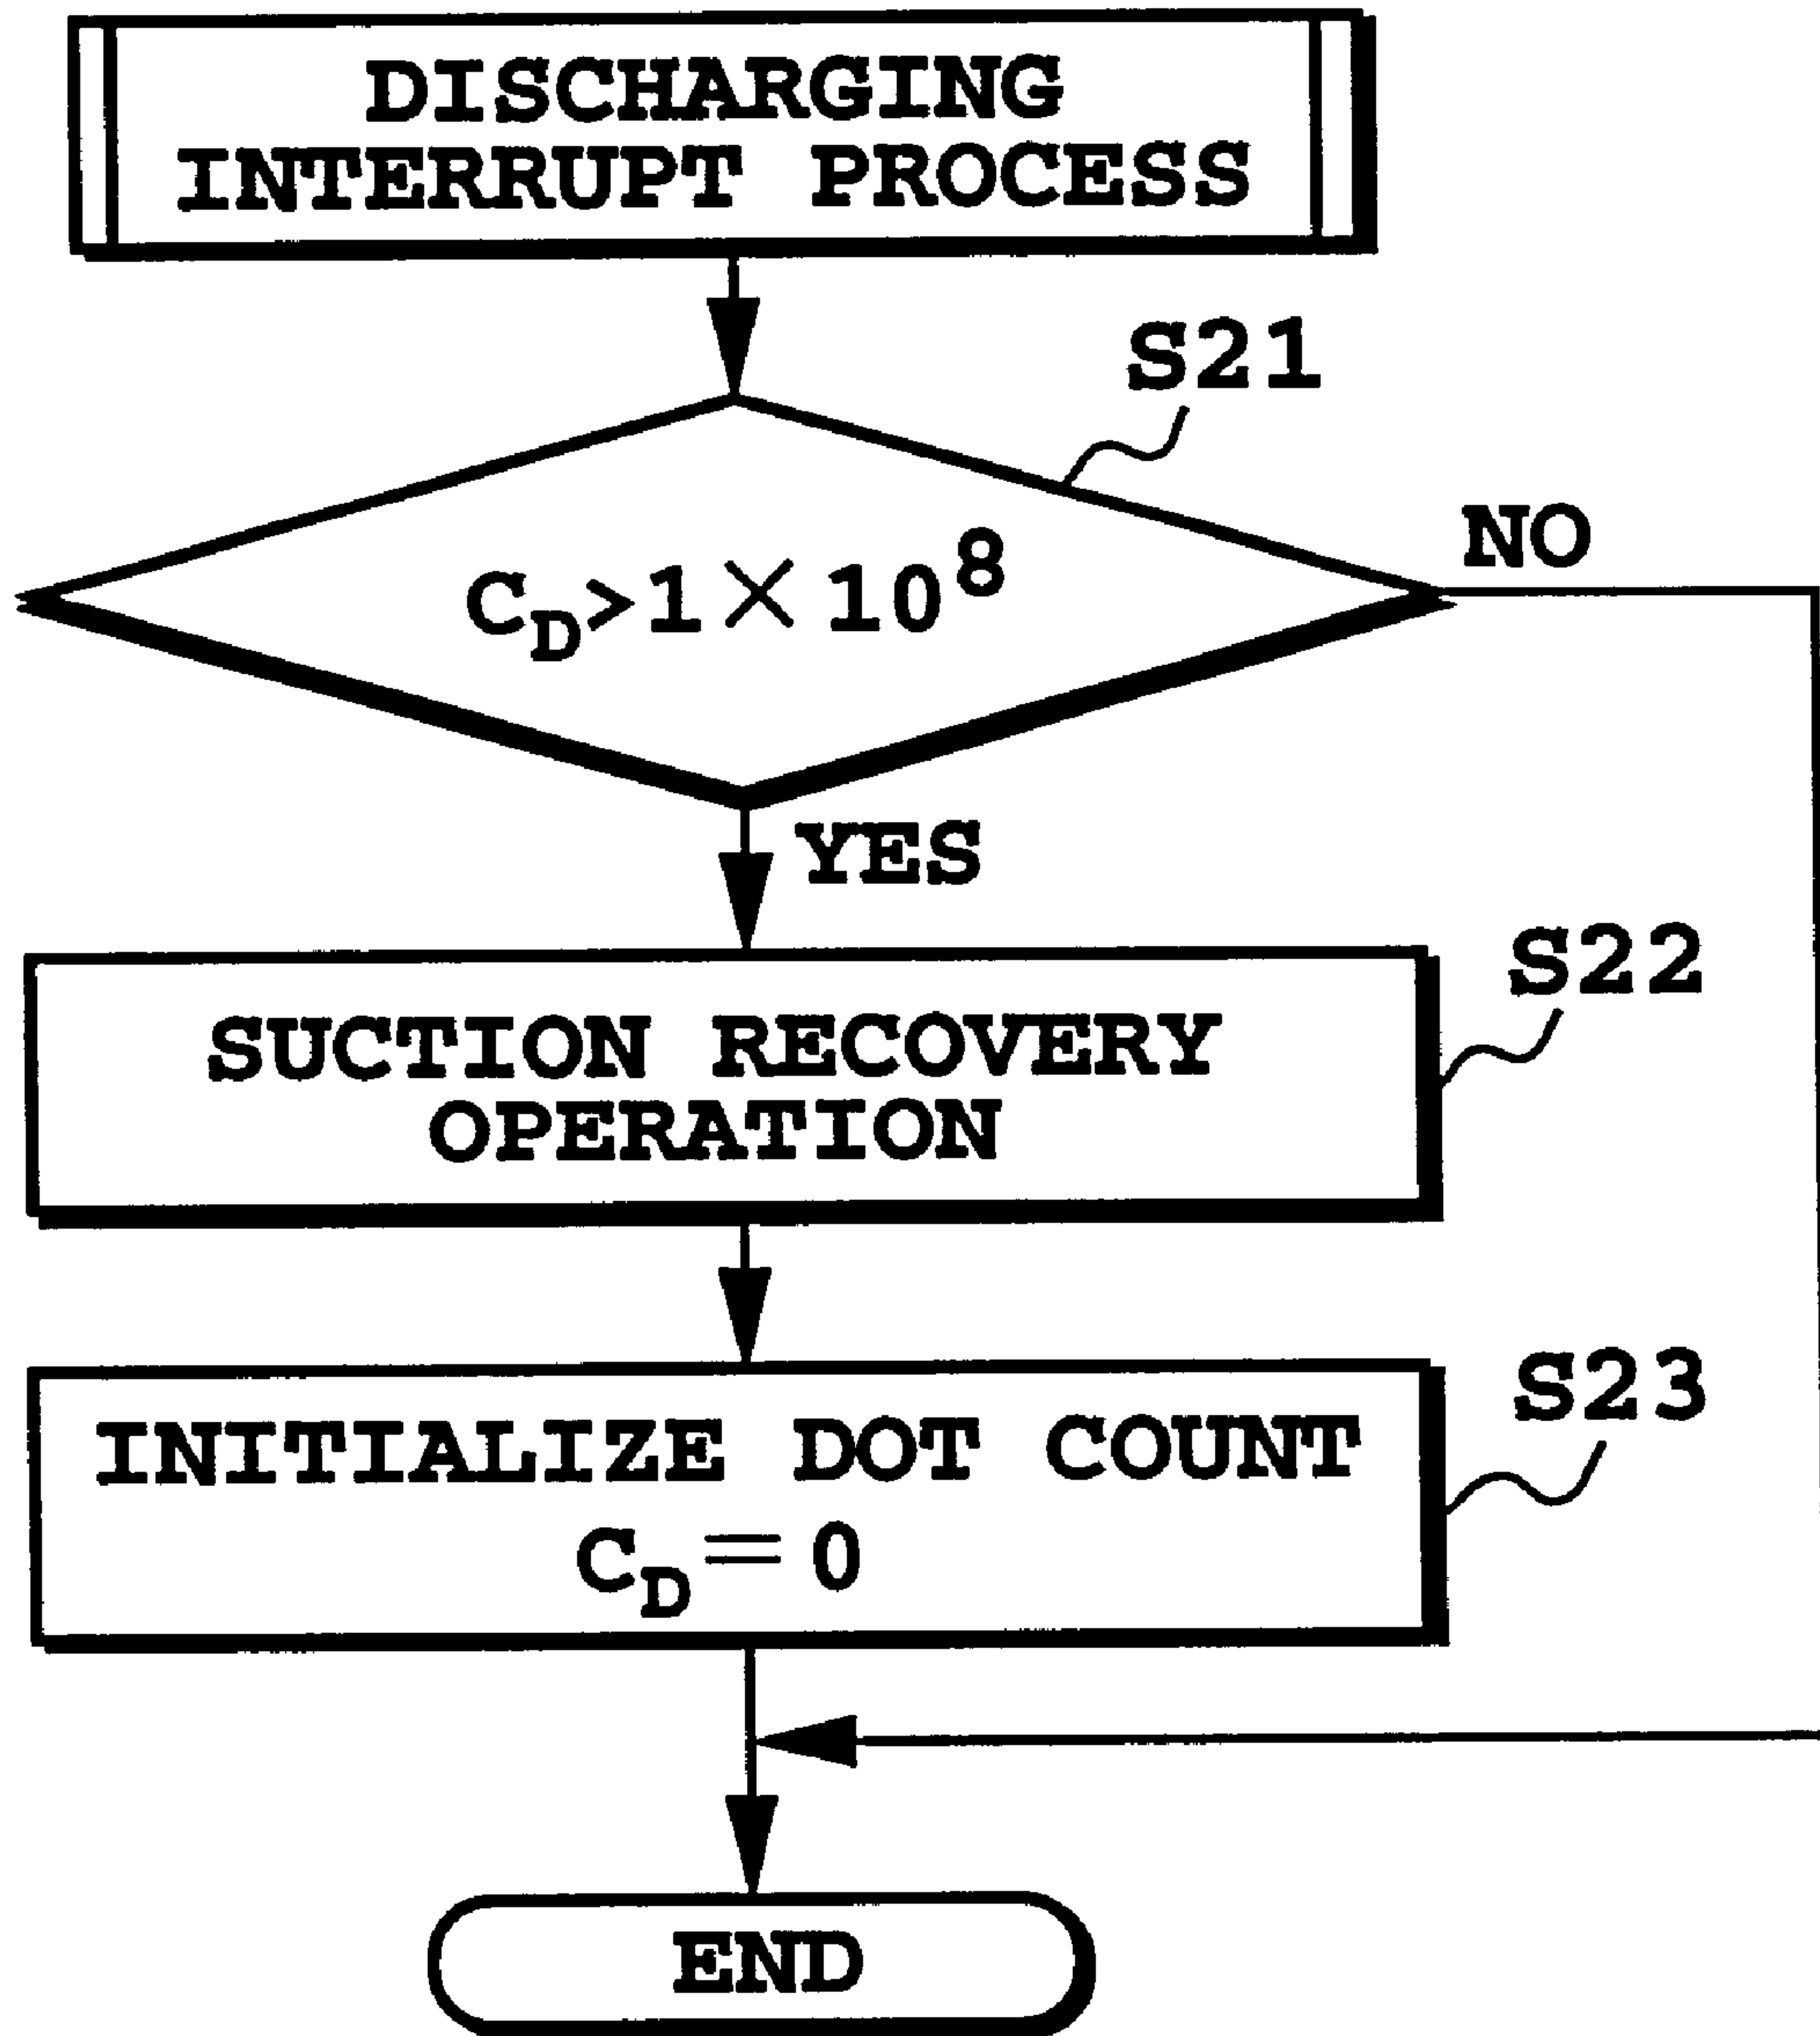 DISCHARGING
INTERRUPT PROCESS
S21
C_D>1×10^8
NO
YES
S22
SUCTION RECOVERY
OPERATION
S23
INITIALIZE DOT COUNT
C_D=0
END